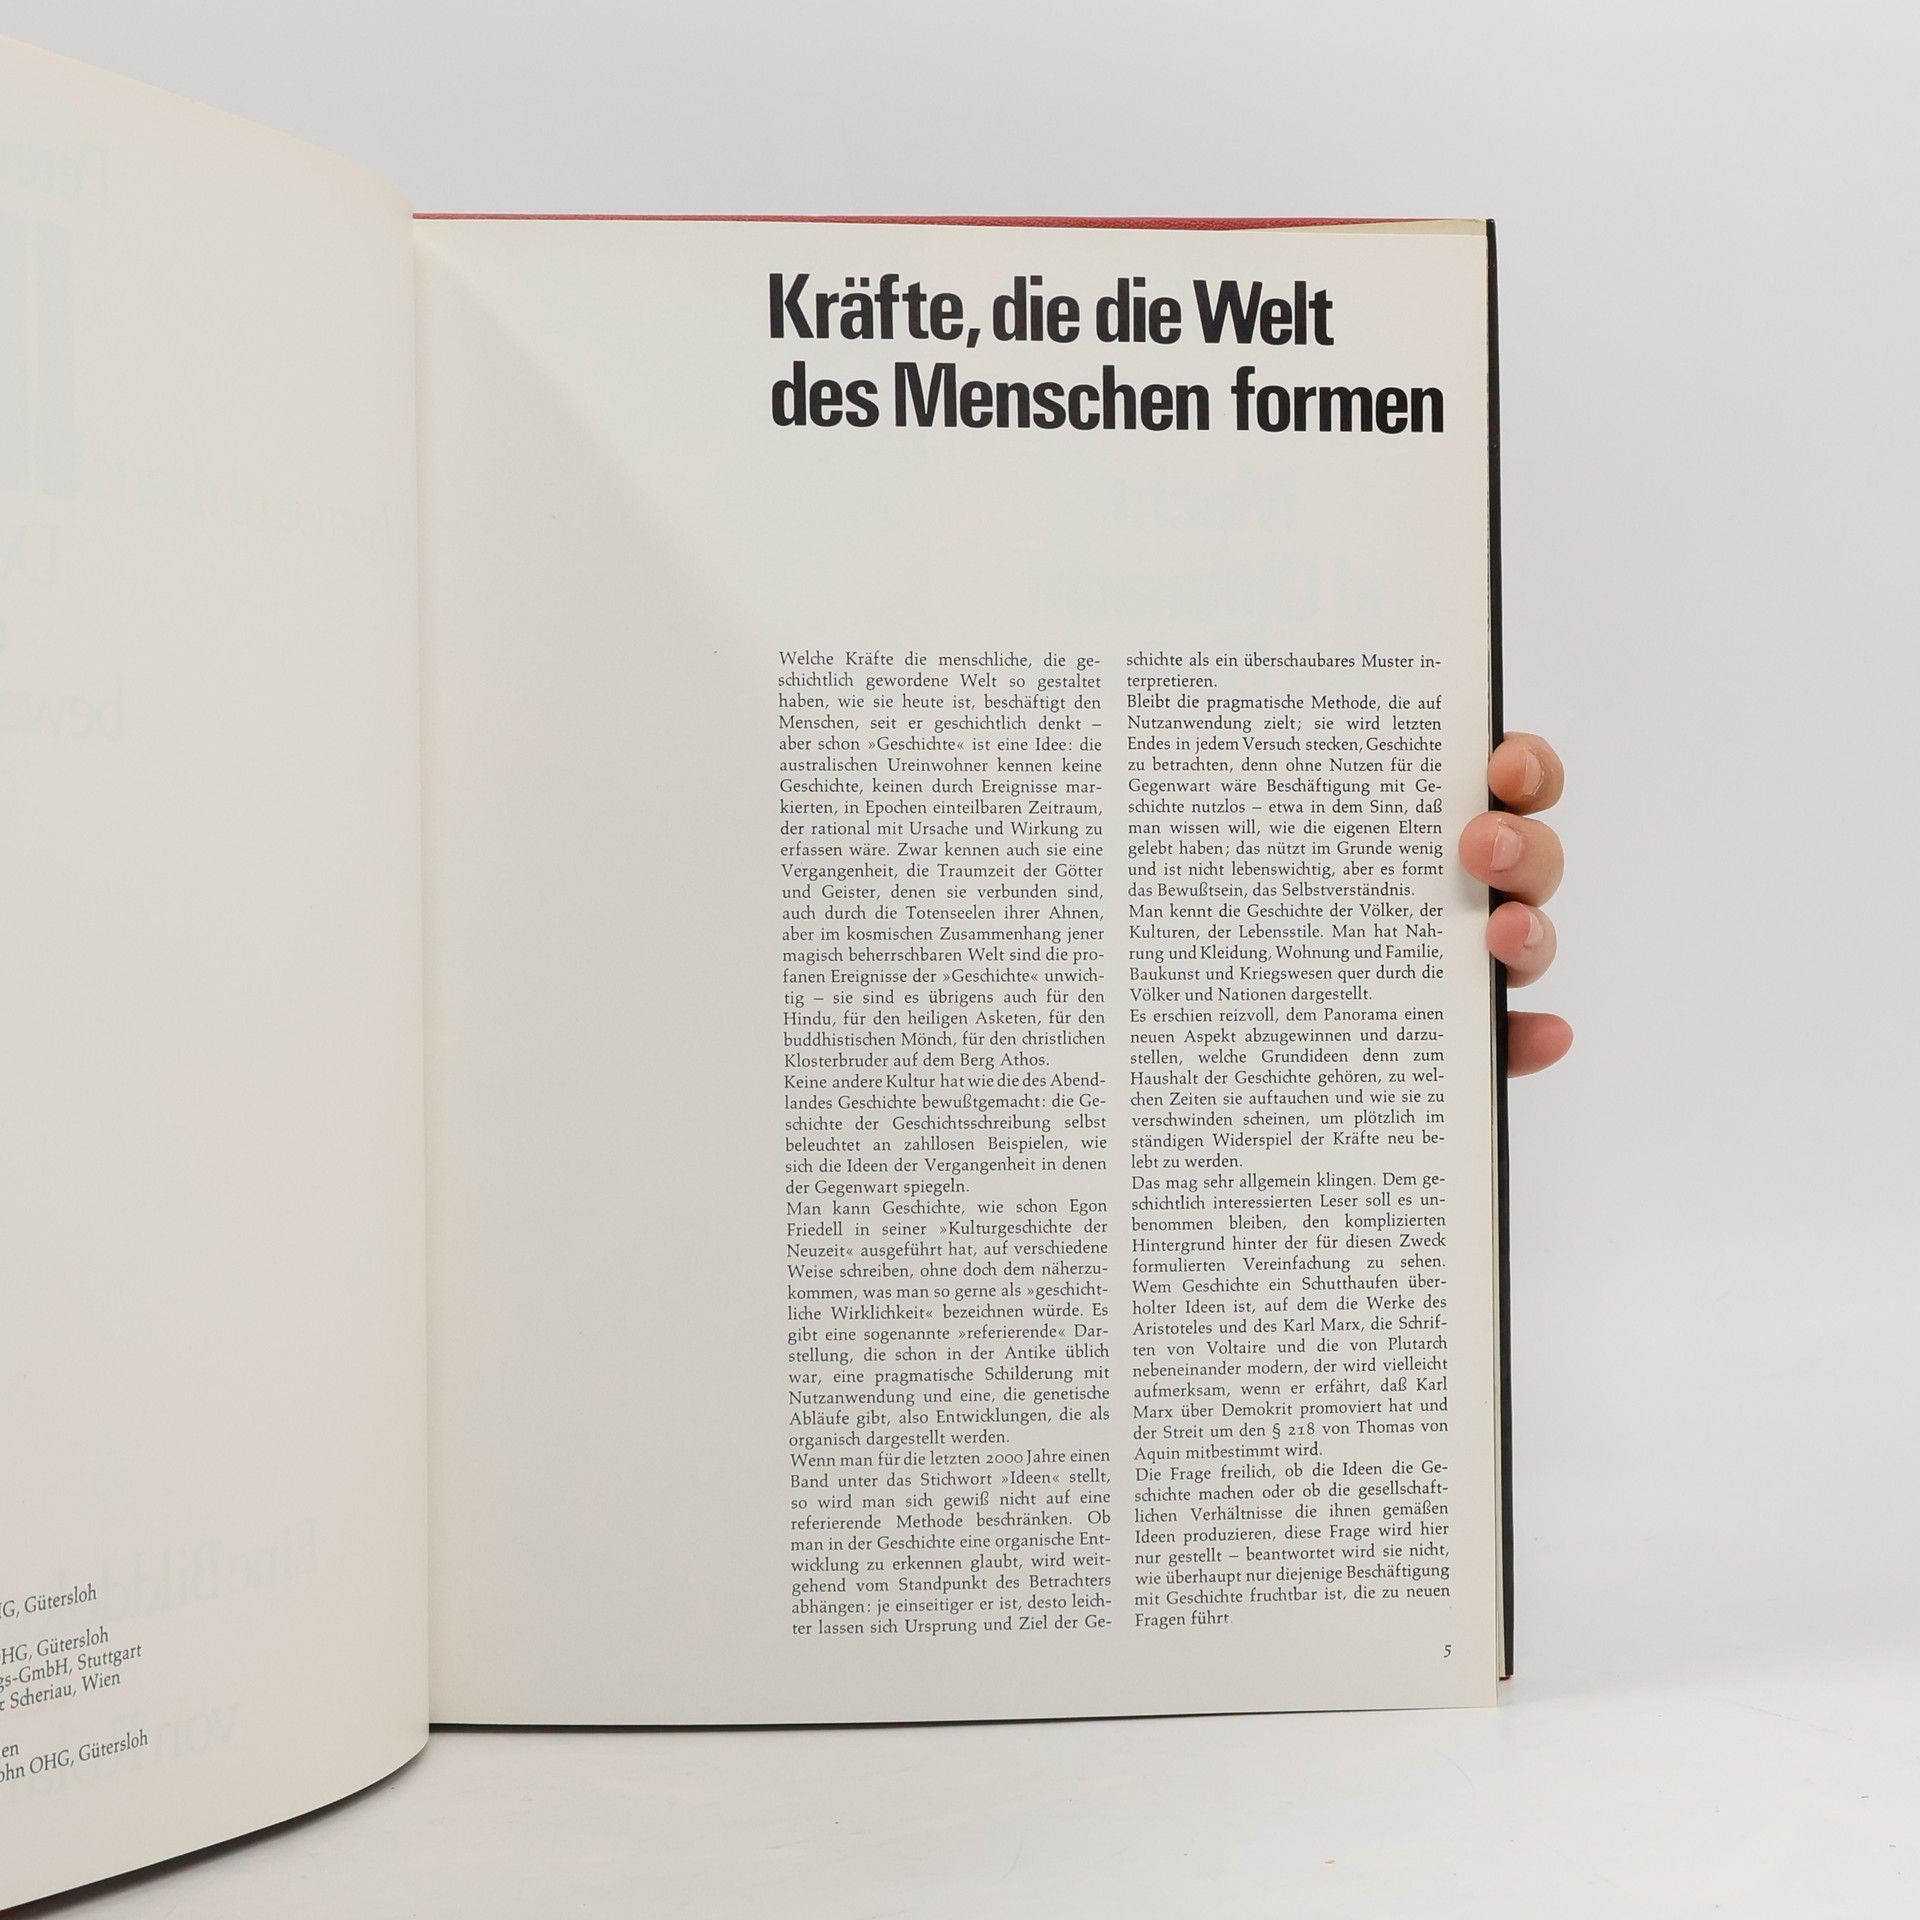 G, Gütersloh
HG, Gütersloh
gs-GmbH, Stuttgart
Scheriau, Wien
en
ohn OHG, Gütersloh
Kräfte, die die Welt
des Menschen formen
Welche Kräfte die menschliche, die ge-
schichtlich gewordene Welt so gestaltet
haben, wie sie heute ist, beschäftigt den
Menschen, seit er geschichtlich denkt –
aber schon »Geschichte« ist eine Idee: die
australischen Ureinwohner kennen keine
Geschichte, keinen durch Ereignisse mar-
kierten, in Epochen einteilbaren Zeitraum,
der rational mit Ursache und Wirkung zu
erfassen wäre. Zwar kennen auch sie eine
Vergangenheit, die Traumzeit der Götter
und Geister, denen sie verbunden sind,
auch durch die Totenseelen ihrer Ahnen,
aber im kosmischen Zusammenhang jener
magisch beherrschbaren Welt sind die pro-
fanen Ereignisse der »Geschichte« unwich-
tig – sie sind es übrigens auch für den
Hindu, für den heiligen Asketen, für den
buddhistischen Mönch, für den christlichen
Klosterbruder auf dem Berg Athos.
Keine andere Kultur hat wie die des Abend-
landes Geschichte bewußtgemacht: die Ge-
schichte der Geschichtsschreibung selbst
beleuchtet an zahllosen Beispielen, wie
sich die Ideen der Vergangenheit in denen
der Gegenwart spiegeln.
Man kann Geschichte, wie schon Egon
Friedell in seiner »Kulturgeschichte der
Neuzeit« ausgeführt hat, auf verschiedene
Weise schreiben, ohne doch dem näherzu-
kommen, was man so gerne als »geschicht-
liche Wirklichkeit« bezeichnen würde. Es
gibt eine sogenannte »referierende« Dar-
stellung, die schon in der Antike üblich
war, eine pragmatische Schilderung mit
Nutzanwendung und eine, die genetische
Abläufe gibt, also Entwicklungen, die als
organisch dargestellt werden.
Wenn man für die letzten 2000 Jahre einen
Band unter das Stichwort »Ideen« stellt,
so wird man sich gewiß nicht auf eine
referierende Methode beschränken. Ob
man in der Geschichte eine organische Ent-
wicklung zu erkennen glaubt, wird weit-
gehend vom Standpunkt des Betrachters
abhängen: je einseitiger er ist, desto leich-
ter lassen sich Ursprung und Ziel der Ge-
schichte als ein überschaubares Muster in-
terpretieren.
Bleibt die pragmatische Methode, die auf
Nutzanwendung zielt; sie wird letzten
Endes in jedem Versuch stecken, Geschichte
zu betrachten, denn ohne Nutzen für die
Gegenwart wäre Beschäftigung mit Ge-
schichte nutzlos – etwa in dem Sinn, daß
man wissen will, wie die eigenen Eltern
gelebt haben; das nützt im Grunde wenig
und ist nicht lebenswichtig, aber es formt
das Bewußtsein, das Selbstverständnis.
Man kennt die Geschichte der Völker, der
Kulturen, der Lebensstile. Man hat Nah-
rung und Kleidung, Wohnung und Familie,
Baukunst und Kriegswesen quer durch die
Völker und Nationen dargestellt.
Es erschien reizvoll, dem Panorama einen
neuen Aspekt abzugewinnen und darzu-
stellen, welche Grundideen denn zum
Haushalt der Geschichte gehören, zu wel-
chen Zeiten sie auftauchen und wie sie zu
verschwinden scheinen, um plötzlich im
ständigen Widerspiel der Kräfte neu be-
lebt zu werden.
Das mag sehr allgemein klingen. Dem ge-
schichtlich interessierten Leser soll es un-
benommen bleiben, den komplizierten
Hintergrund hinter der für diesen Zweck
formulierten Vereinfachung zu sehen.
Wem Geschichte ein Schutthaufen über-
holter Ideen ist, auf dem die Werke des
Aristoteles und des Karl Marx, die Schrif-
ten von Voltaire und die von Plutarch
nebeneinander modern, der wird vielleicht
aufmerksam, wenn er erfährt, daß Karl
Marx über Demokrit promoviert hat und
der Streit um den § 218 von Thomas von
Aquin mitbestimmt wird.
Die Frage freilich, ob die Ideen die Ge-
schichte machen oder ob die gesellschaft-
lichen Verhältnisse die ihnen gemäßen
Ideen produzieren, diese Frage wird hier
nur gestellt – beantwortet wird sie nicht,
wie überhaupt nur diejenige Beschäftigung
mit Geschichte fruchtbar ist, die zu neuen
Fragen führt.
5